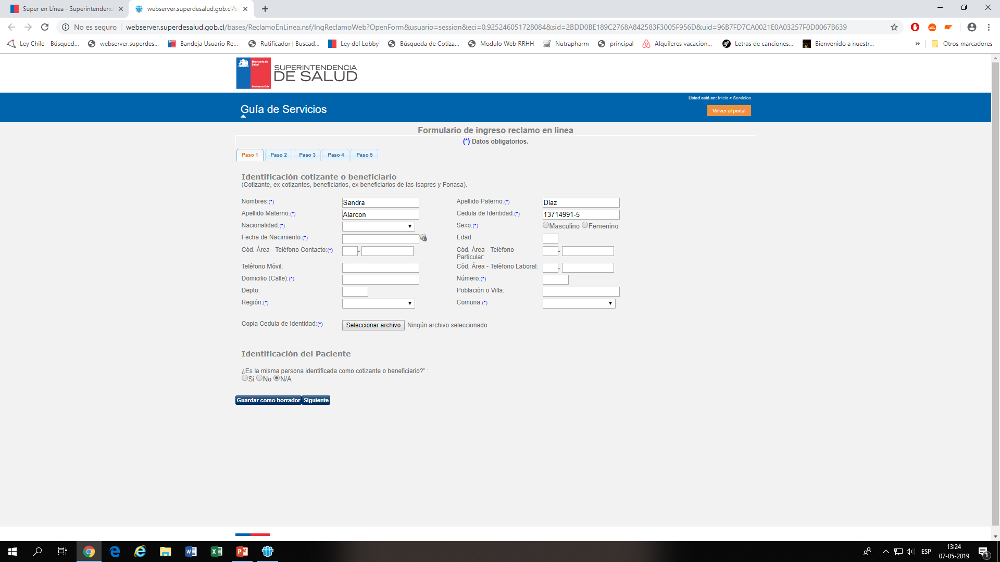 Super en Línea - Superintendenc
webserver.superdesalud.gob.cl/b
No es seguro
webserver.superdesalud.gob.cl/bases/ReclamoEnLinea.nsf/IngReclamoWeb?OpenForm&usuario=session&eci=0,925246051728084&sid=2BDD0BE189C2768A842583F3005F956D&uid=96B7FD7CA0021E0A03257F0D0067B639
Ley Chile - Búsqued...
webserver.superdes...
Bandeja Usuario Re...
Rutificador | Buscad...
Ley del Lobby
Búsqueda de Cotiza...
Modulo Web RRHH
Nutrapharm
principal
Alquileres vacacion...
Letras de canciones...
Bienvenido a nuestr...
»
Otros marcadores
Ministerio de Salud
Gobierno de Chile
SUPERINTENDENCIA
DE SALUD
Usted está en: Inicio > Servicios
Guía de Servicios
Volver al portal
Formulario de ingreso reclamo en línea
(*) Datos obligatorios.
Paso 1 Paso 2 Paso 3 Paso 4 Paso 5
Identificación cotizante o beneficiario
(Cotizante, ex cotizantes, beneficiarios, ex beneficiarios de las Isapres y Fonasa).
Nombres:(*) Sandra Apellido Paterno:(*) Diaz
Apellido Materno:(*) Alarcon Cedula de Identidad:(*) 13714991-5
Nacionalidad:(*) Sexo:(*) Masculino Femenino
Fecha de Nacimiento:(*) Edad:
Cód. Área - Teléfono Contacto:(*) - Cód. Área - Teléfono Particular: -
Teléfono Móvil: Cód. Área - Teléfono Laboral: -
Domicilio (Calle):(*) Número:(*)
Depto: Población o Villa:
Región:(*) Comuna:(*)
Copia Cedula de Identidad:(*) Seleccionar archivo Ningún archivo seleccionado
Identificación del Paciente
¿Es la misma persona identificada como cotizante o beneficiario?" :
Si No N/A
Guardar como borrador Siguiente
ESP
13:24
07-05-2019
1